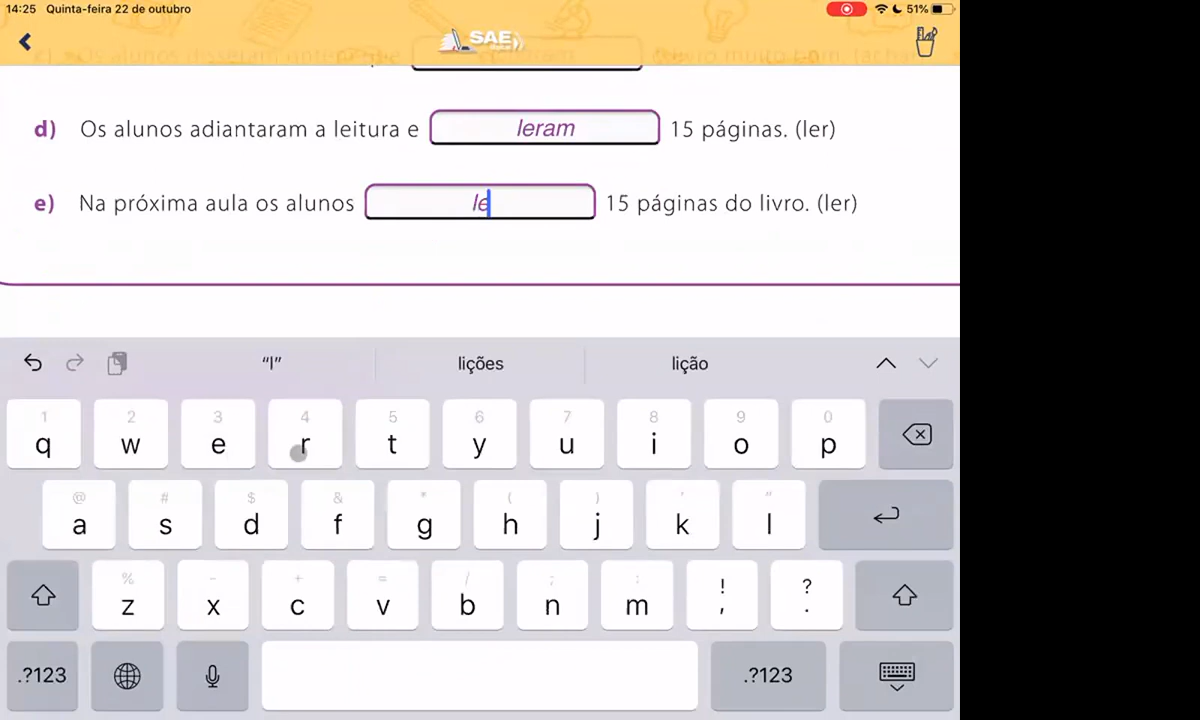 14:25 Quinta-feira 22 de outubro 51%
SAE
d) Os alunos adiantaram a leitura e leram 15 páginas. (ler)
e) Na próxima aula os alunos le 15 páginas do livro. (ler)
“l” lições lição
1 2 3 4 5 6 7 8 9 0
q w e r t y u i o p
@ # $ & * ( ) ' "
a s d f g h j k l
% - + = / ; : ! ?
z x c v b n m , .
.?123 .?123